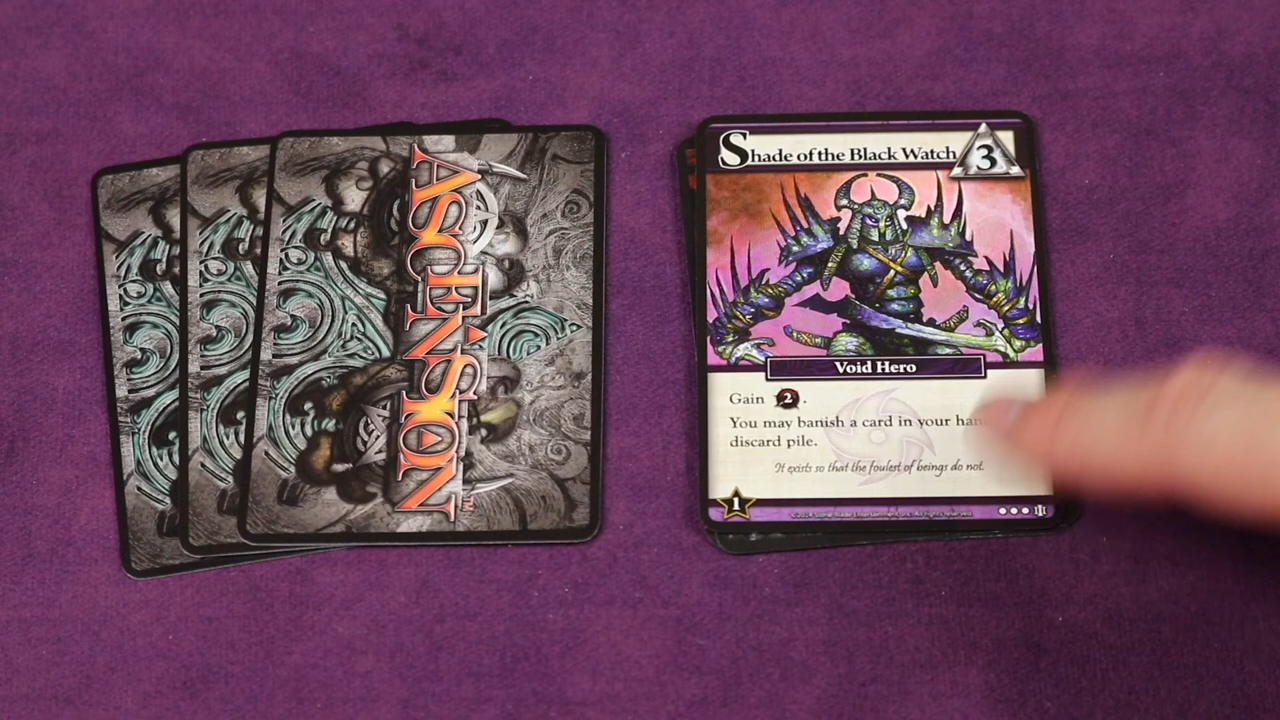 ASCENSION
TM
Shade of the Black Watch
3
Void Hero
Gain 2.
You may banish a card in your
discard pile.
It exists so that the foulest of beings do not.
1